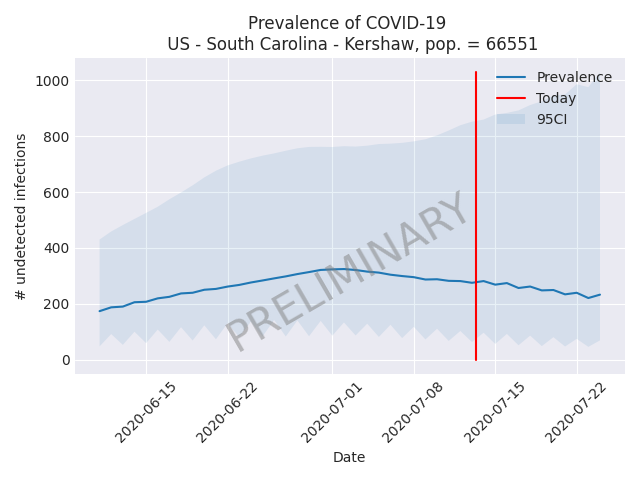 Prevalence of COVID-19
US - South Carolina - Kershaw, pop. = 66551
1000
800
600
400
200
0
# undetected infections
Prevalence
Today
95CI
PRELIMINARY
2020-06-15
2020-06-22
2020-07-01
2020-07-08
2020-07-15
2020-07-22
Date